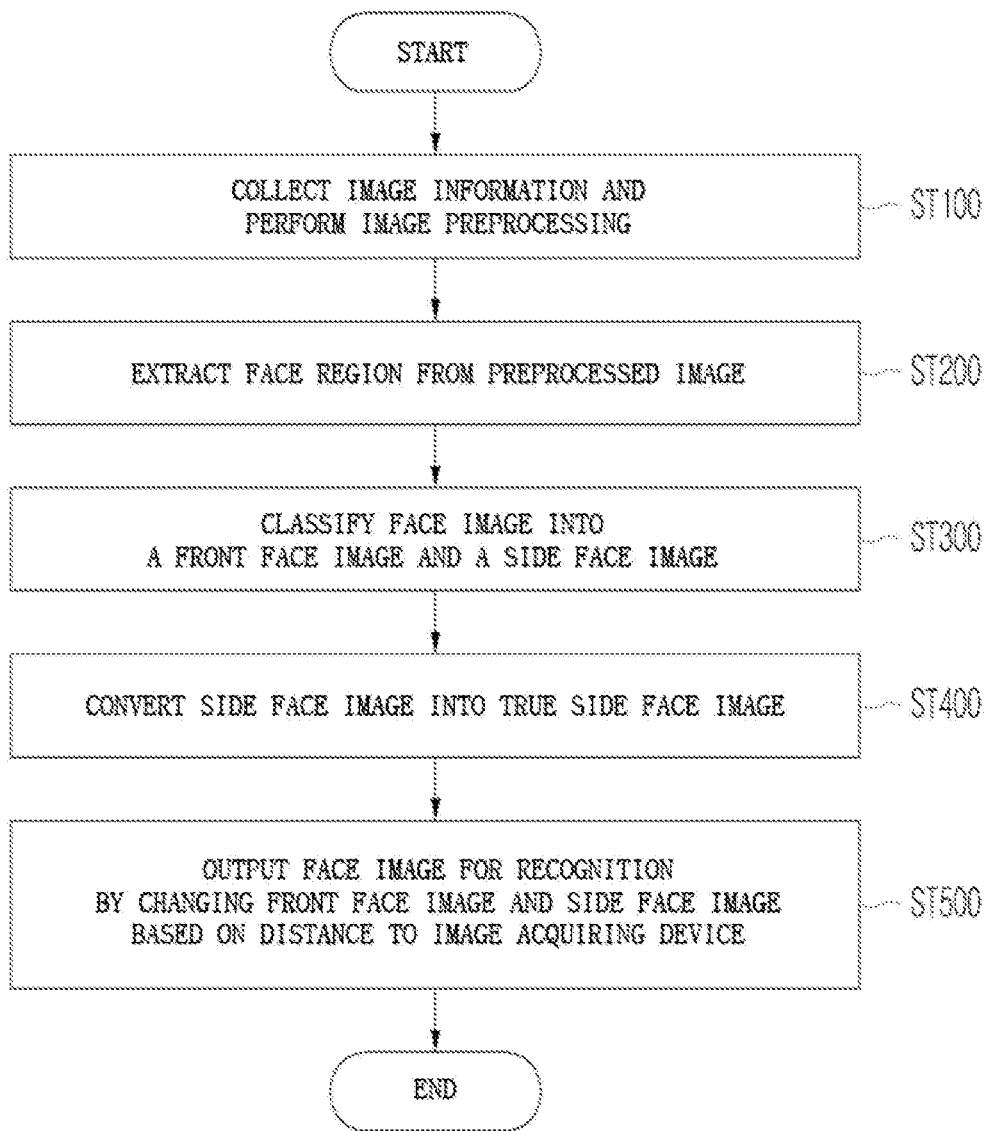 START
COLLECT IMAGE INFORMATION AND
PERFORM IMAGE PREPROCESSING
ST100
EXTRACT FACE REGION FROM PREPROCESSED IMAGE
ST200
CLASSIFY FACE IMAGE INTO
A FRONT FACE IMAGE AND A SIDE FACE IMAGE
ST300
CONVERT SIDE FACE IMAGE INTO TRUE SIDE FACE IMAGE
ST400
OUTPUT FACE IMAGE FOR RECOGNITION
BY CHANGING FRONT FACE IMAGE AND SIDE FACE IMAGE
BASED ON DISTANCE TO IMAGE ACQUIRING DEVICE
ST500
END